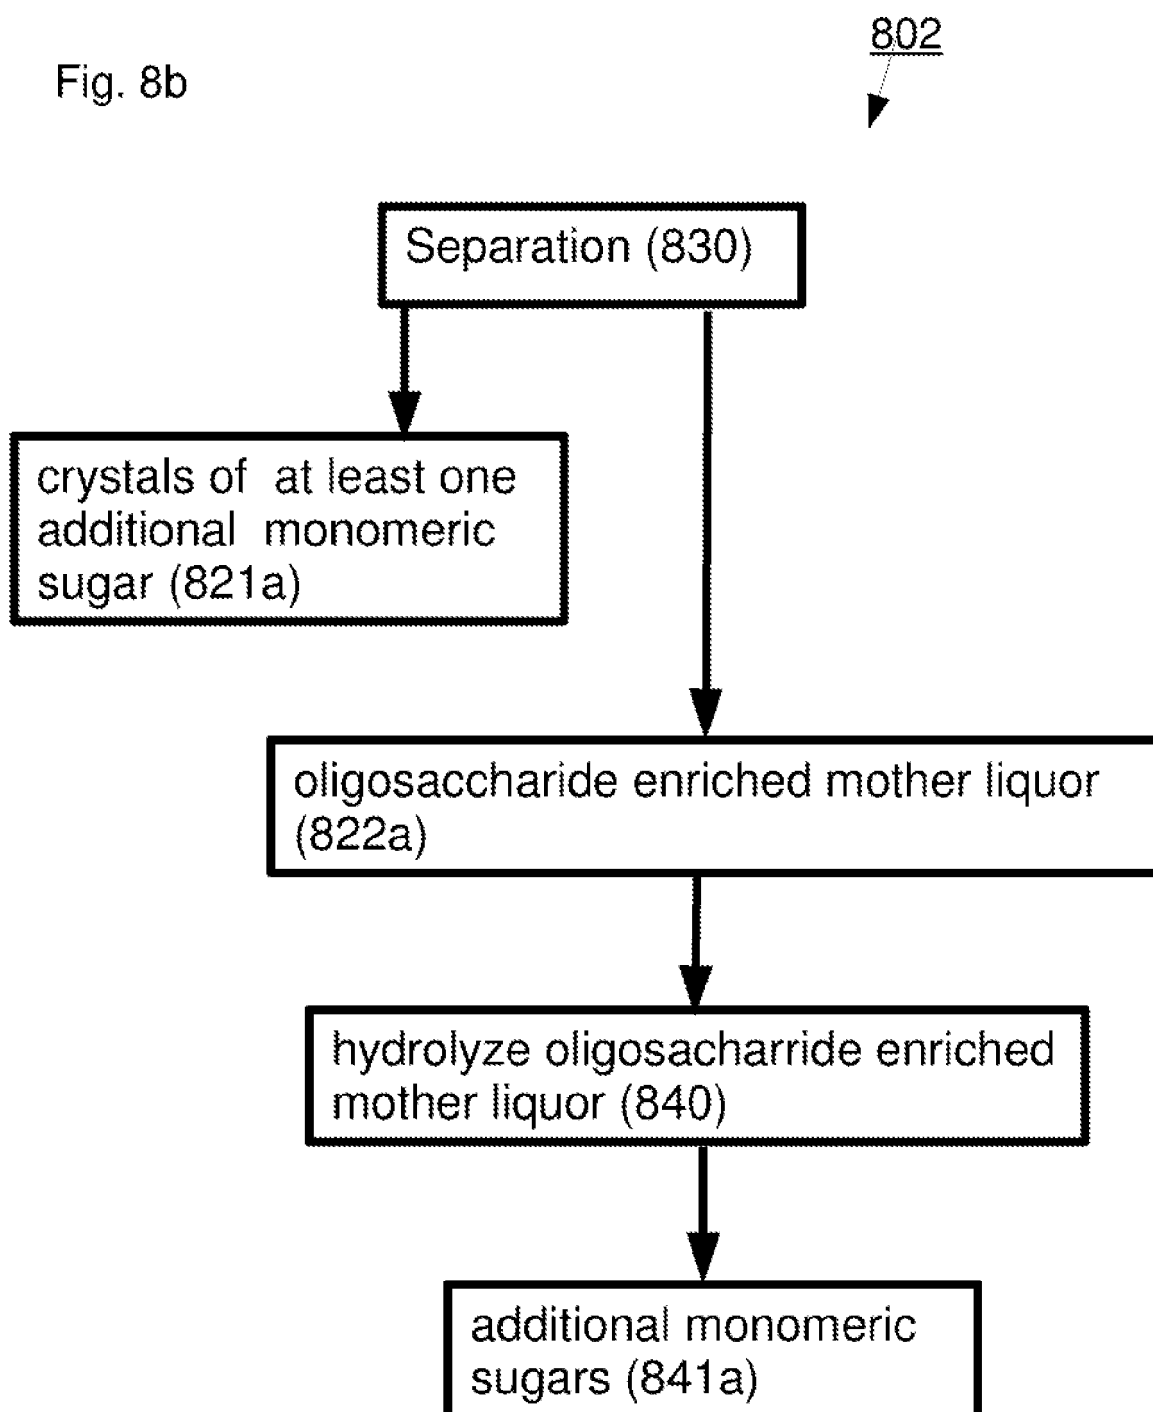 802
Fig. 8b
Separation (830)
crystals of at least one
additional monomeric
sugar (821a)
oligosaccharide enriched mother liquor
(822a)
hydrolyze oligosacharride enriched
mother liquor (840)
additional monomeric
sugars (841a)